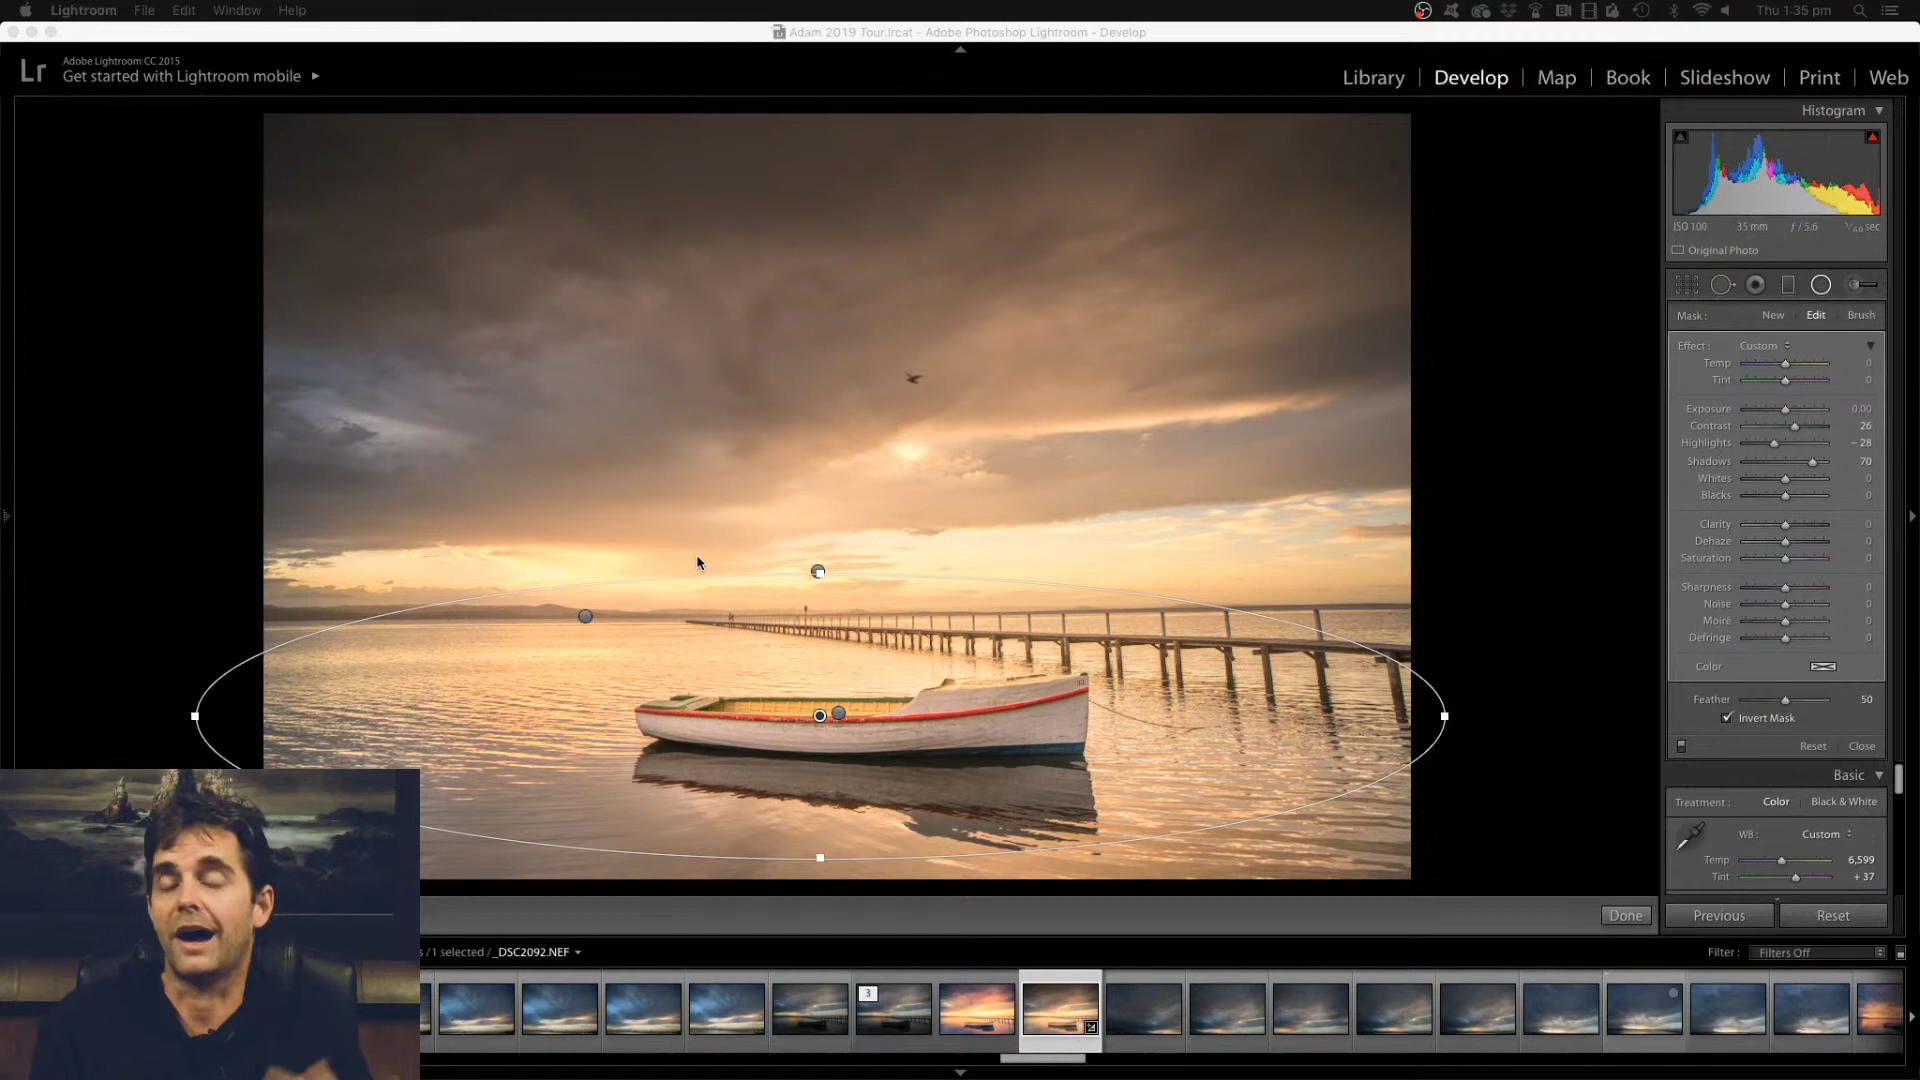 Lightroom File Edit Window Help Thu 1:35 pm
Adam 2019 Tour.lrcat - Adobe Photoshop Lightroom - Develop
Lr
Adobe Lightroom CC 2015
Get started with Lightroom mobile
Library | Develop | Map | Book | Slideshow | Print | Web
Histogram
ISO 100 35 mm ƒ / 5.6 1/60 sec
Original Photo
Mask : New Edit Brush
Effect : Custom
Temp 0
Tint 0
Exposure 0.00
Contrast 26
Highlights – 28
Shadows 70
Whites 0
Blacks 0
Clarity 0
Dehaze 0
Saturation 0
Sharpness 0
Noise 0
Moiré 0
Defringe 0
Color
Feather 50
Invert Mask
Reset Close
Basic
Treatment : Color | Black & White
WB : Custom
Temp 6,599
Tint + 37
Done
Previous Reset
/ 1 selected / _DSC2092.NEF
Filter : Filters Off
3